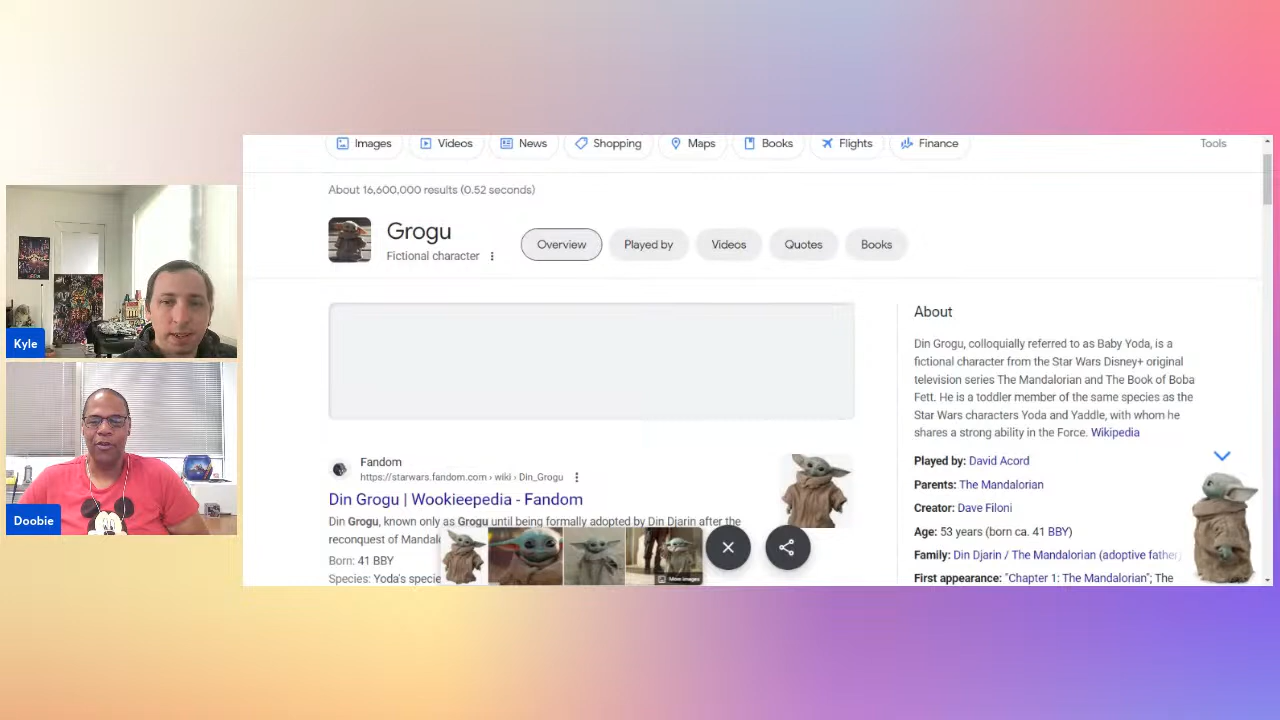 Images
Videos
News
Shopping
Maps
Books
Flights
Finance
Tools
About 16,600,000 results (0.52 seconds)
Grogu
Fictional character
Overview
Played by
Videos
Quotes
Books
Fandom
https://starwars.fandom.com › wiki › Din_Grogu
Din Grogu | Wookieepedia - Fandom
Din Grogu, known only as Grogu until being formally adopted by Din Djarin after the
reconquest of Mandal
Born: 41 BBY
Species: Yoda's specie
More images
About
Din Grogu, colloquially referred to as Baby Yoda, is a
fictional character from the Star Wars Disney+ original
television series The Mandalorian and The Book of Boba
Fett. He is a toddler member of the same species as the
Star Wars characters Yoda and Yaddle, with whom he
shares a strong ability in the Force. Wikipedia
Played by: David Acord
Parents: The Mandalorian
Creator: Dave Filoni
Age: 53 years (born ca. 41 BBY)
Family: Din Djarin / The Mandalorian (adoptive father)
First appearance: "Chapter 1: The Mandalorian"; The
Kyle
Doobie